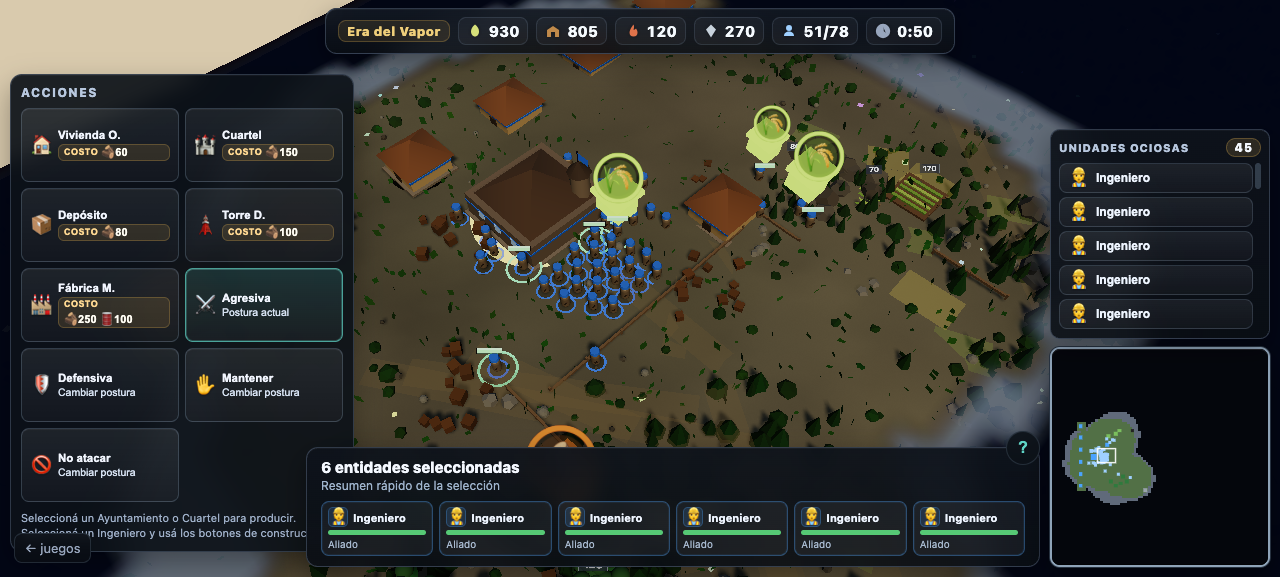 Era del Vapor
930
805
120
270
51/78
0:50
ACCIONES
Vivienda O.
COSTO 60
Cuartel
COSTO 150
Depósito
COSTO 80
Torre D.
COSTO 100
Fábrica M.
COSTO
250 100
Agresiva
Postura actual
Defensiva
Cambiar postura
Mantener
Cambiar postura
No atacar
Cambiar postura
Seleccioná un Ayuntamiento o Cuartel para producir.
Seleccioná un Ingeniero y usá los botones de construc
← juegos
70
170
UNIDADES OCIOSAS
45
Ingeniero
Ingeniero
Ingeniero
Ingeniero
Ingeniero
?
6 entidades seleccionadas
Resumen rápido de la selección
Ingeniero
Aliado
Ingeniero
Aliado
Ingeniero
Aliado
Ingeniero
Aliado
Ingeniero
Aliado
Ingeniero
Aliado